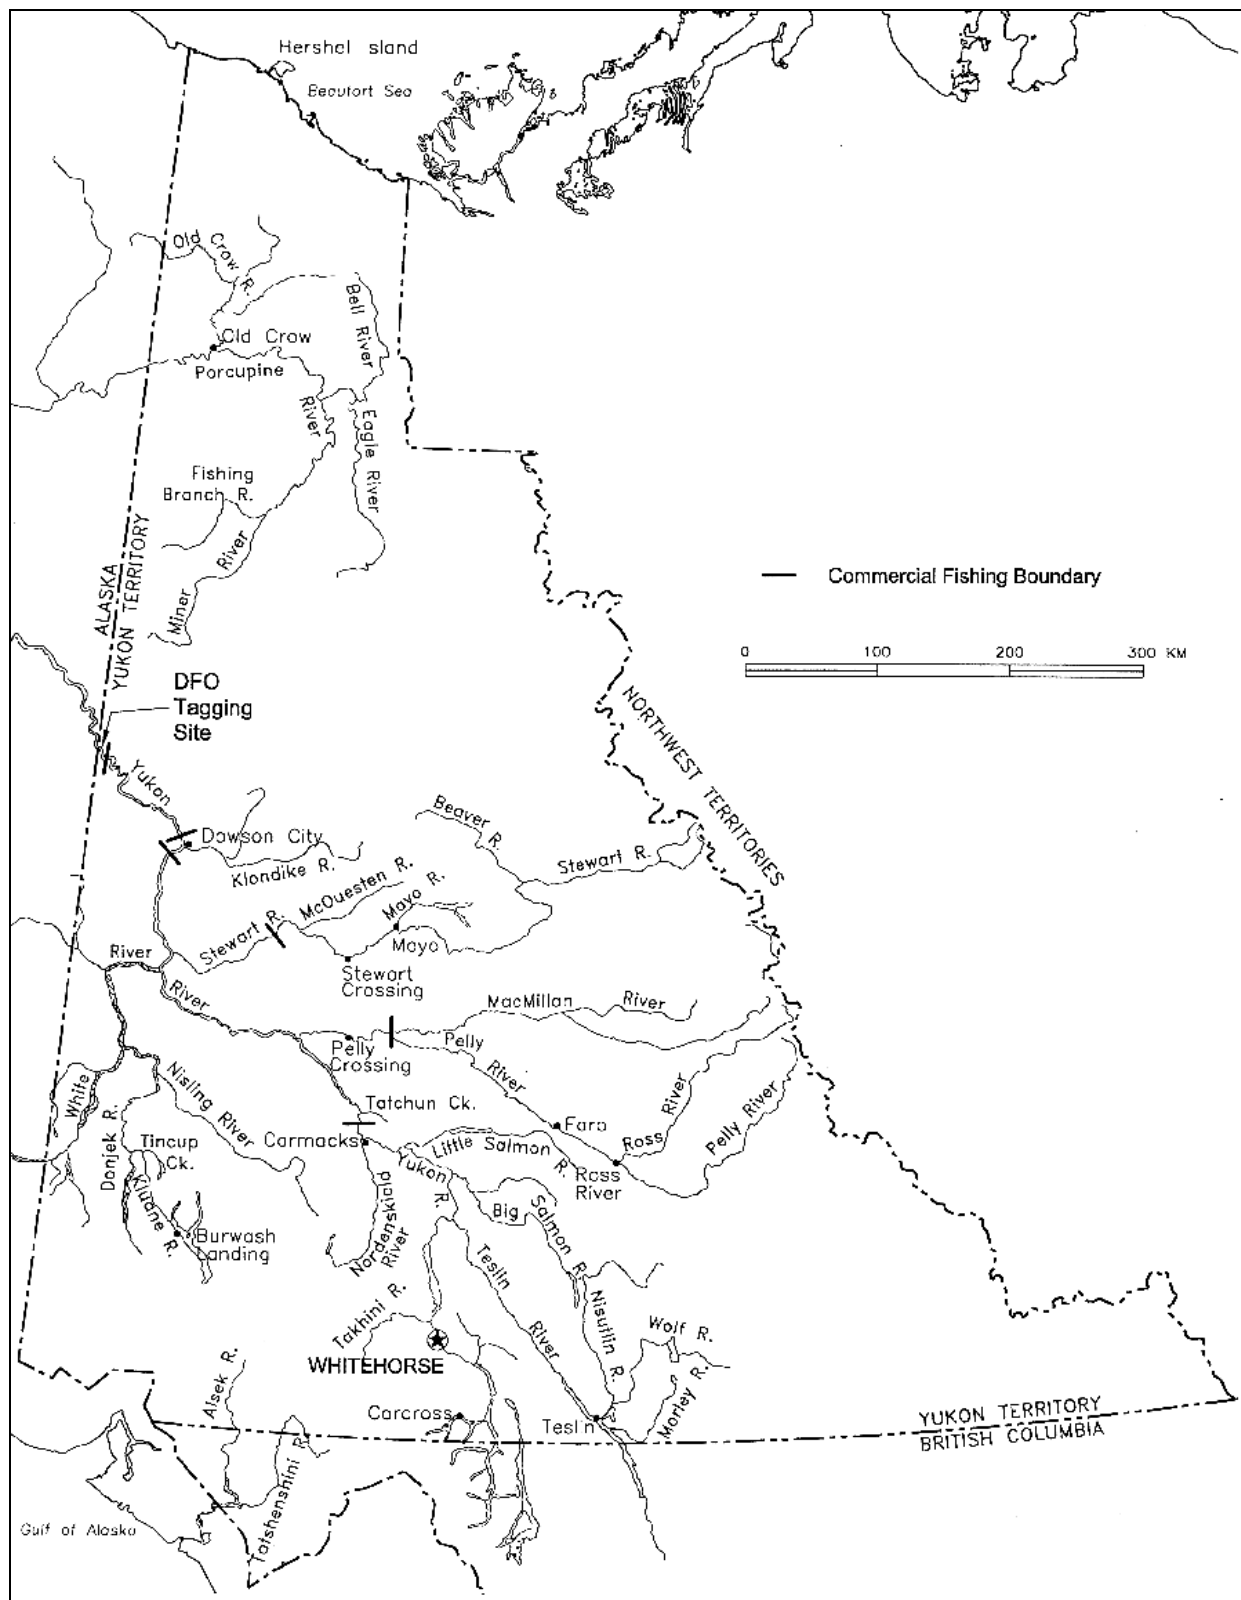 Hershel sland
Beaufort Sea
Old Crow R.
Bell River
Old Crow
Porcupine
River
Eagle River
Fishing
Branch R.
River
Miner
ALASKA
YUKON TERRITORY
Commercial Fishing Boundary
0 100 200 300 KM
DFO
Tagging
Site
NORTHWEST TERRITORIES
Yukon
Beaver R.
Dawson City
Klondike R.
Stewart R.
McQuesten R.
Mayo R.
Stewart R.
Mayo
River
Stewart
Crossing
River
MacMillan River
Pelly
Crossing
Pelly
River
White
Nisling River
Donjek R.
Tatchun Ck.
Faro
Ross River
Pelly River
Carmacks
Little Salmon R.
Tincup
Ck.
Yukon R.
Ross
River
Kluane R.
Nordenskiold
River
Big Salmon R.
Burwash
Landing
Teslin River
Takhini R.
Nisutlin R.
Wolf R.
WHITEHORSE
Morley R.
Alsek R.
Carcross
Teslin
YUKON TERRITORY
BRITISH COLUMBIA
Tatshenshini R.
Gulf of Alaska